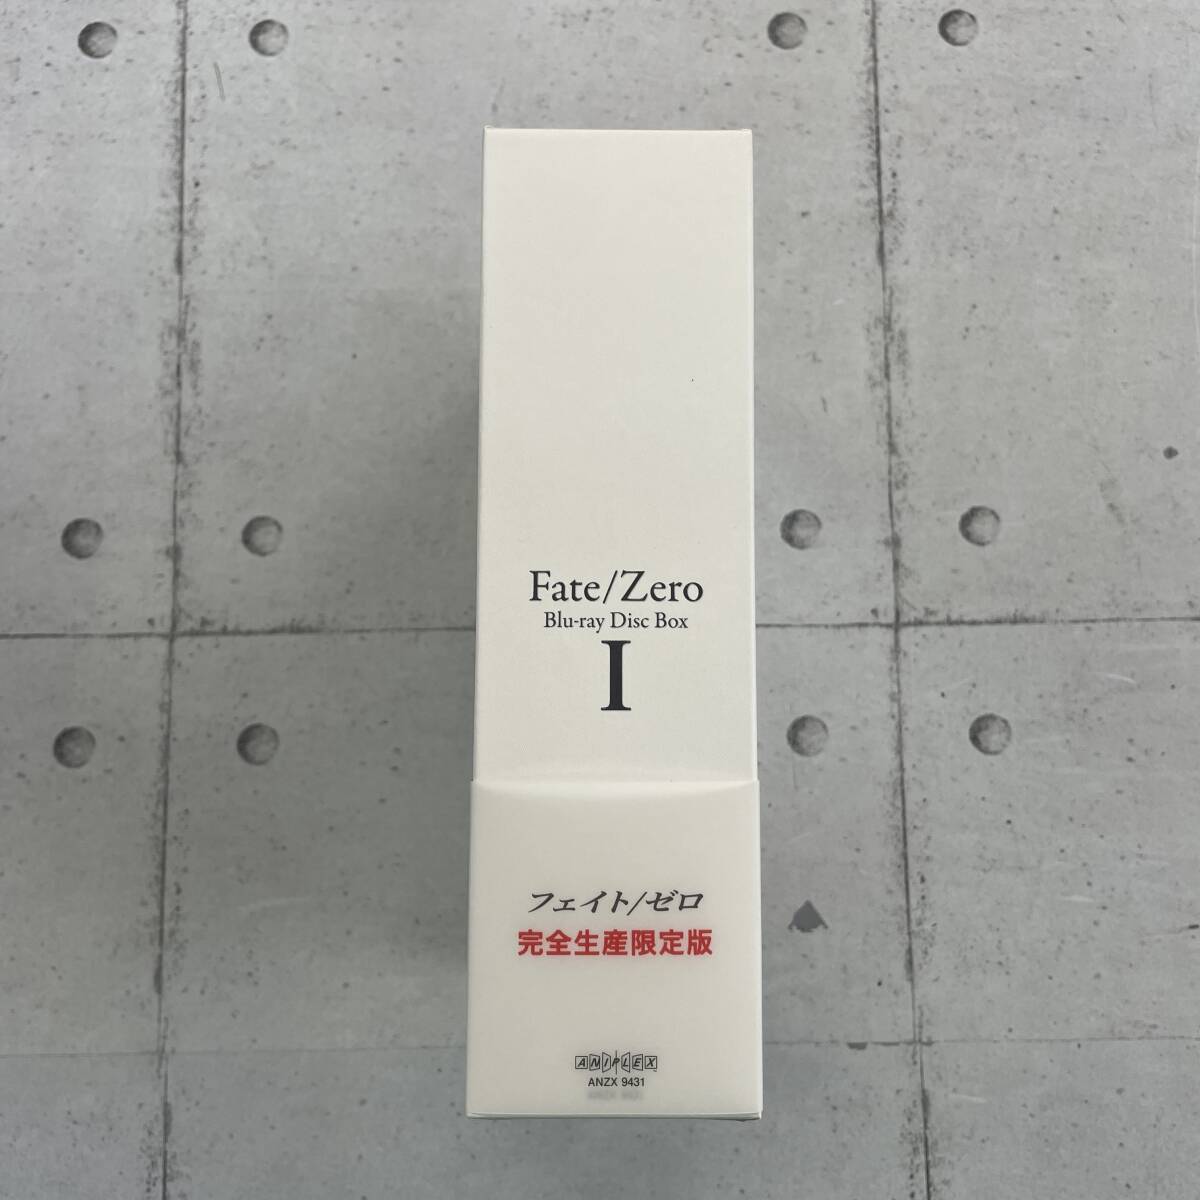 Fate/Zero
Blu-ray Disc Box
I
フェイト/ゼロ
完全生産限定版
ANIPLEX
ANZX 9431